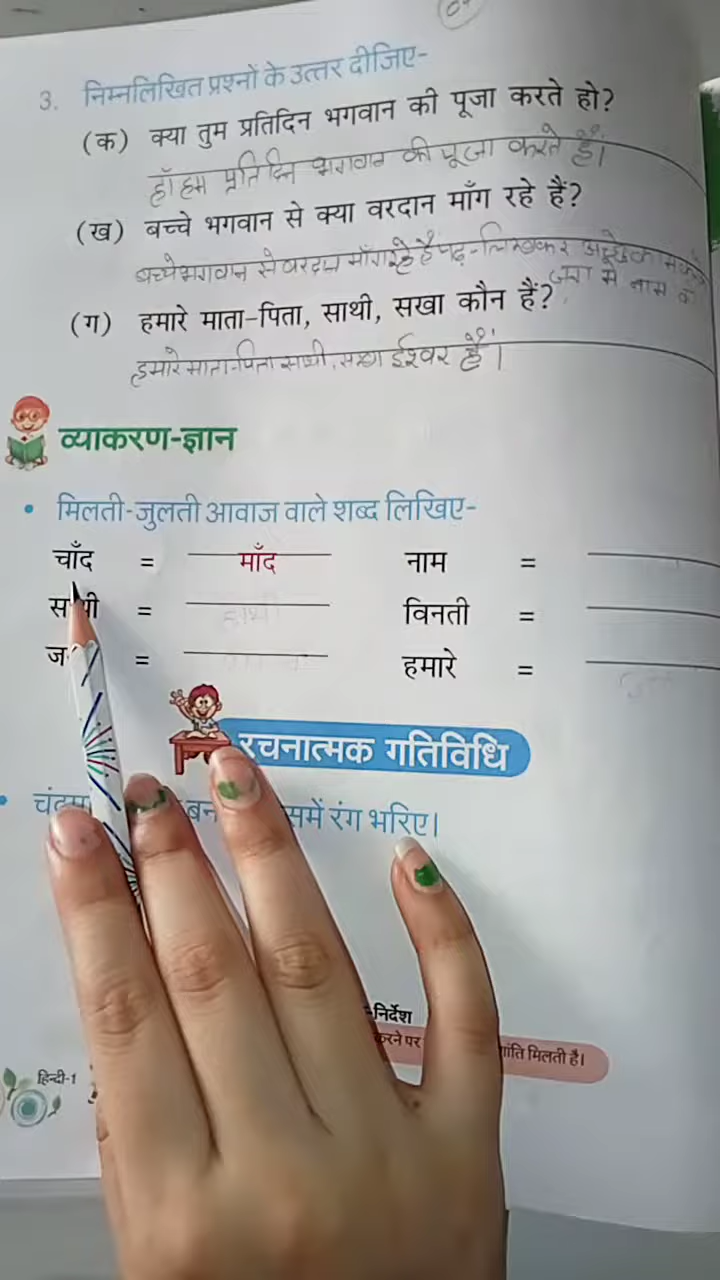 3. निम्नलिखित प्रश्नों के उत्तर दीजिए-
(क) क्या तुम प्रतिदिन भगवान की पूजा करते हो?
हाँ हम प्रतिदिन भगवान की पूजा करते हैं।
(ख) बच्चे भगवान से क्या वरदान माँग रहे हैं?
बच्चे भगवान से वरदान माँग रहे है पढ़-लिखकर
में नाम
(ग) हमारे माता-पिता, साथी, सखा कौन हैं?
हमारे माता-पिता साथी, सखा ईश्वर हैं।
व्याकरण-ज्ञान
• मिलती-जुलती आवाज वाले शब्द लिखिए-
चाँद = माँद नाम =
= विनती =
= हमारे =
रचनात्मक गतिविधि
• रंग भरिए।
-निर्देश
करने पर शांति मिलती है।
हिन्दी-1